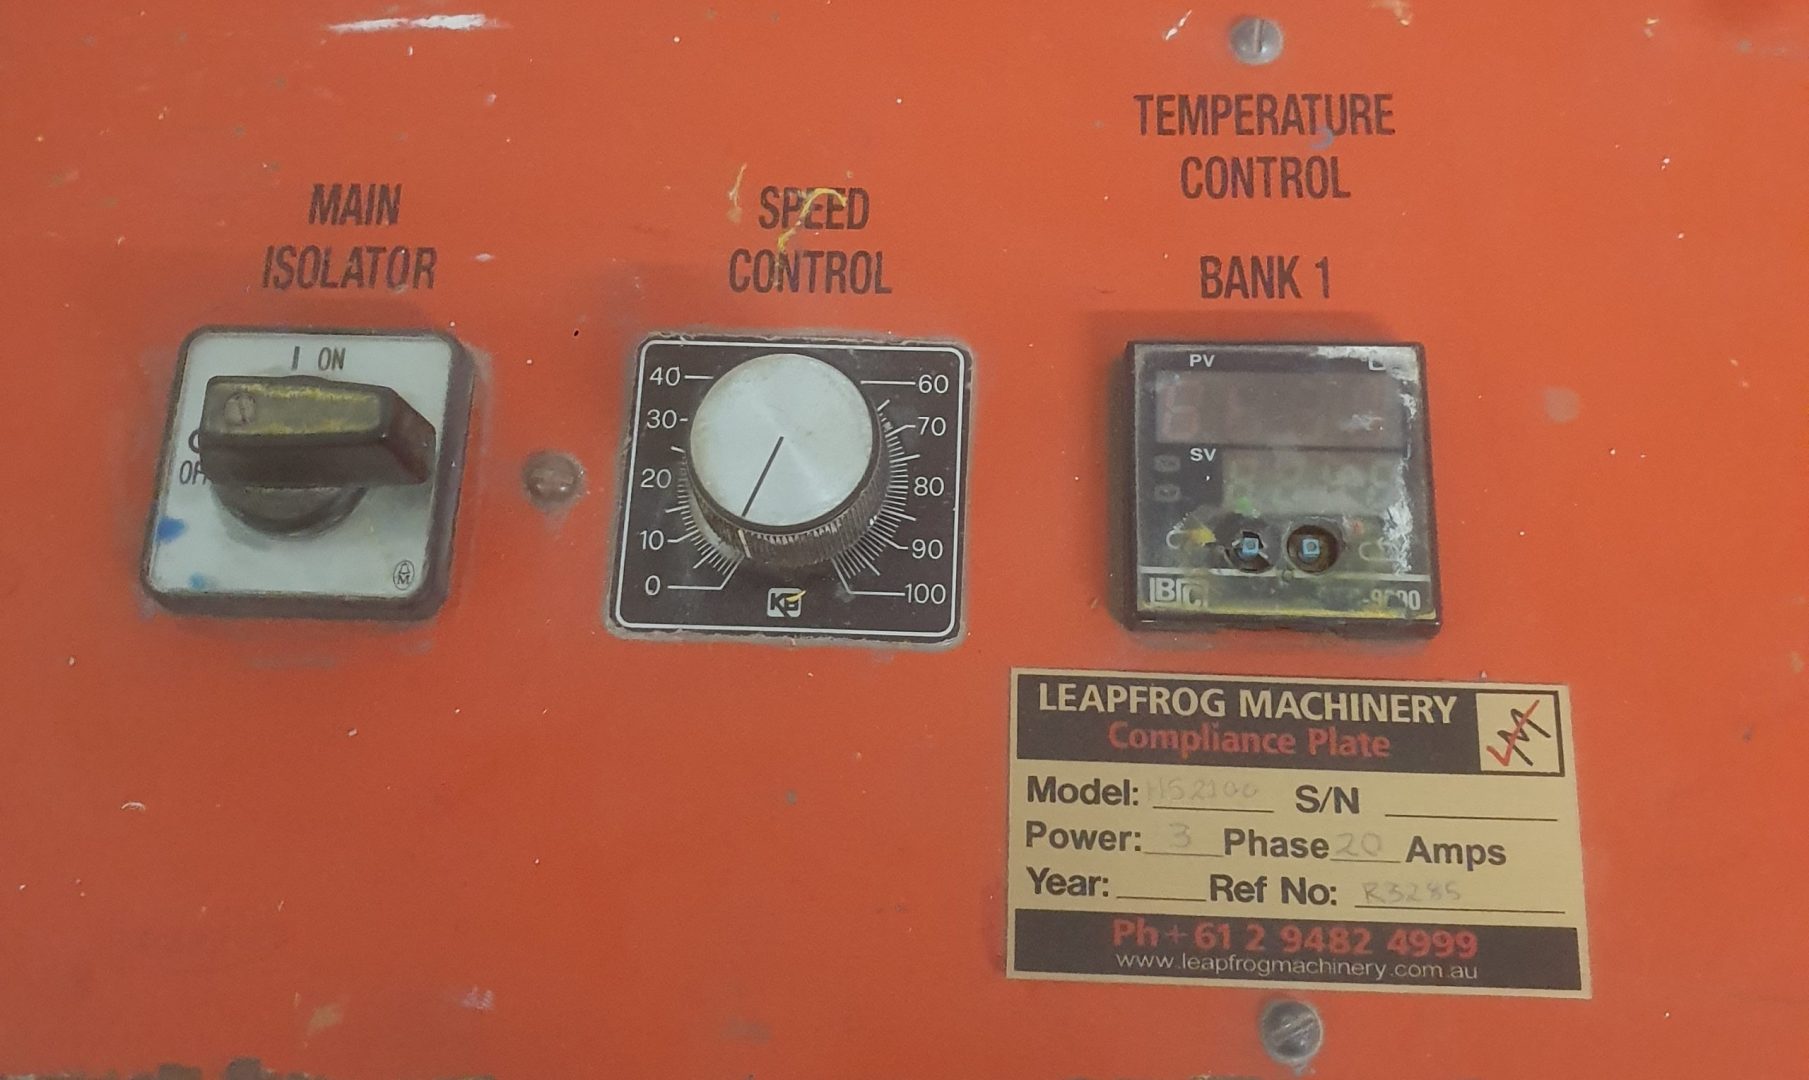 MAIN
ISOLATOR
I ON
OFF
SPEED
CONTROL
40
30
20
10
0
60
70
80
90
100
KB
TEMPERATURE
CONTROL
BANK 1
PV
SV
LEAPFROG MACHINERY
Compliance Plate
Model: HS2100 S/N
Power: 3 Phase 20 Amps
Year: Ref No: R3285
Ph+61 2 9482 4999
www.leapfrogmachinery.com.au